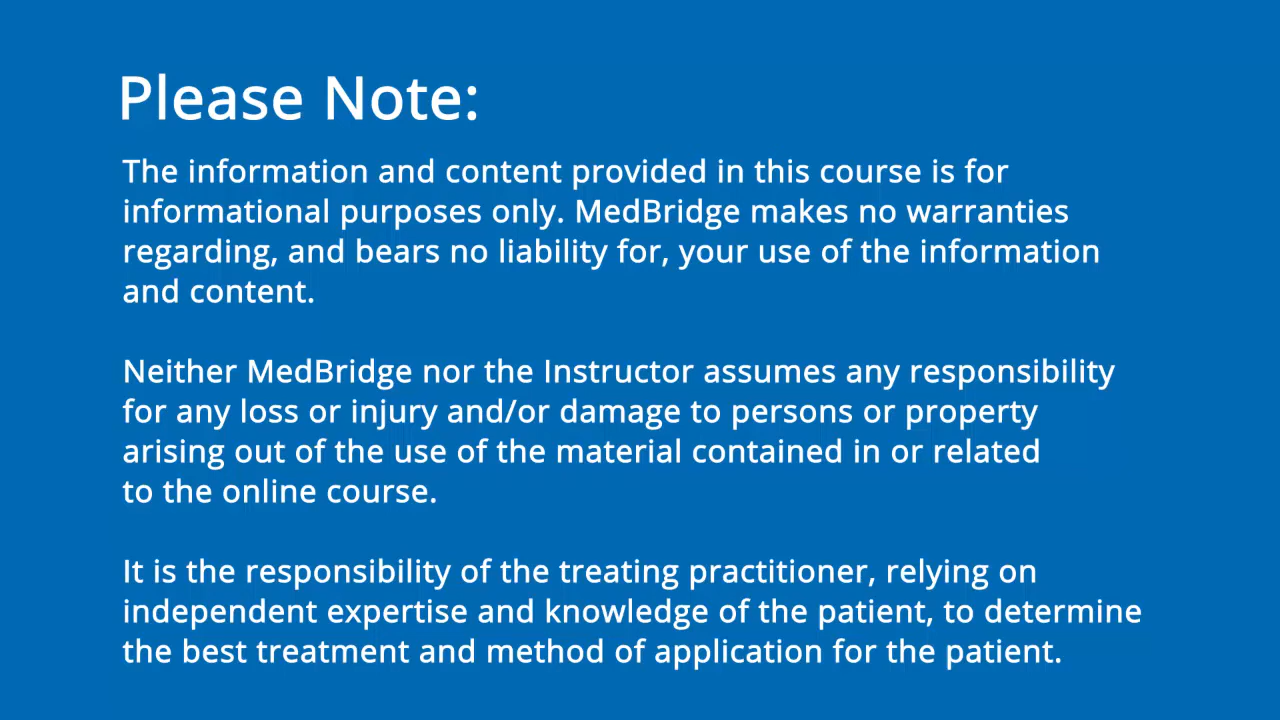 Please Note:
The information and content provided in this course is for
informational purposes only. MedBridge makes no warranties
regarding, and bears no liability for, your use of the information
and content.
Neither MedBridge nor the Instructor assumes any responsibility
for any loss or injury and/or damage to persons or property
arising out of the use of the material contained in or related
to the online course.
It is the responsibility of the treating practitioner, relying on
independent expertise and knowledge of the patient, to determine
the best treatment and method of application for the patient.